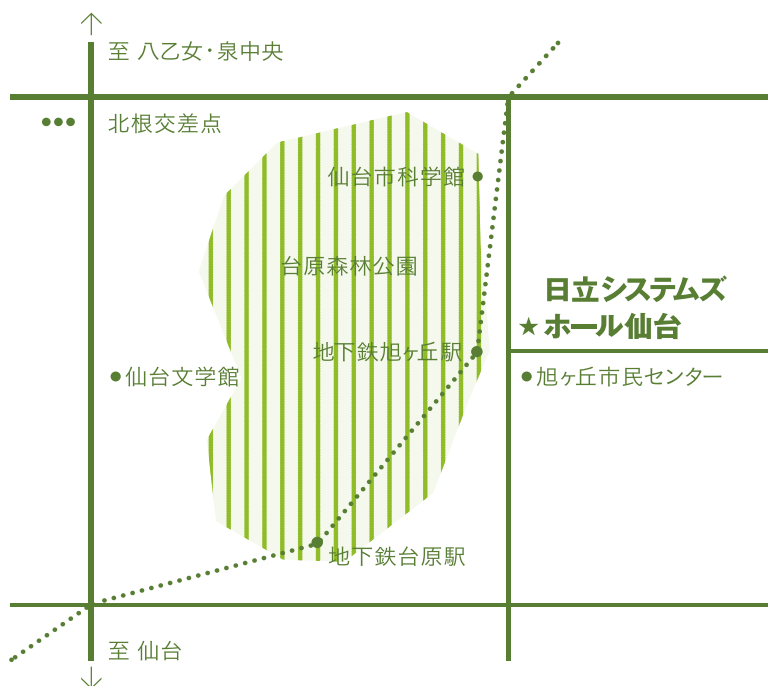 至 八乙女・泉中央
北根交差点
仙台市科学館
台原森林公園
日立システムズ
★ホール仙台
地下鉄旭ヶ丘駅
仙台文学館
旭ヶ丘市民センター
地下鉄台原駅
至 仙台